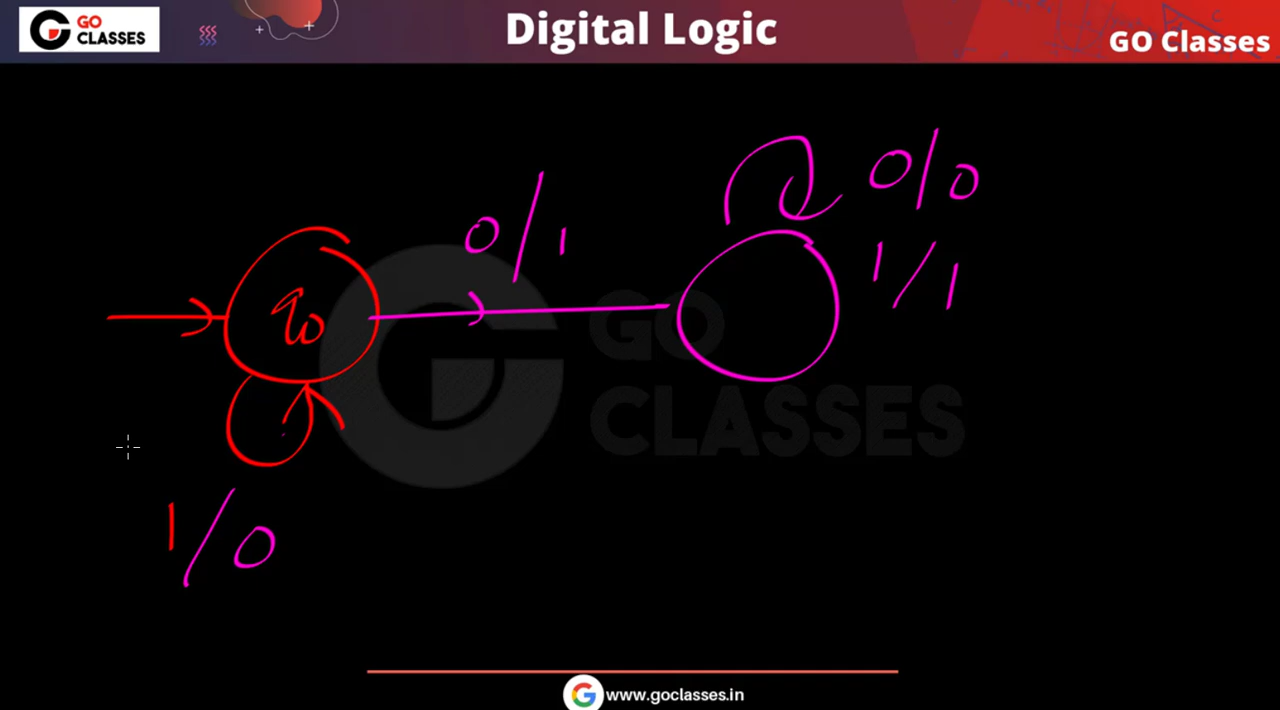 GO
CLASSES
Digital Logic
GO Classes
0/0
0/1
1/1
q0
GO
CLASSES
1/0
www.goclasses.in